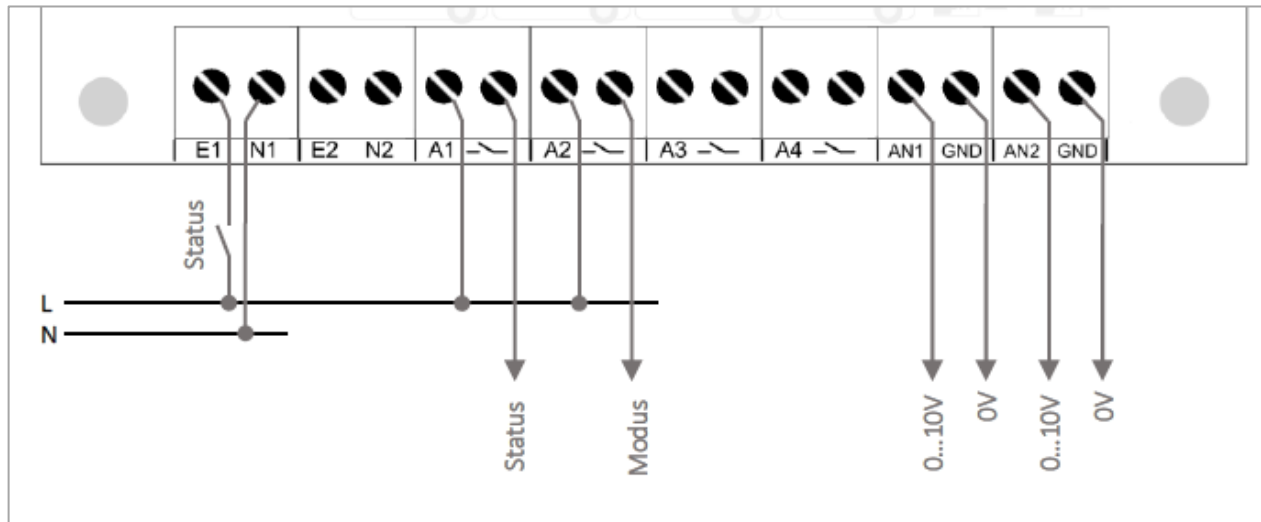 E1 N1 E2 N2 A1 A2 A3 A4 AN1 GND AN2 GND
Status
L
N
Status
Modus
0...10V
0V
0...10V
0V